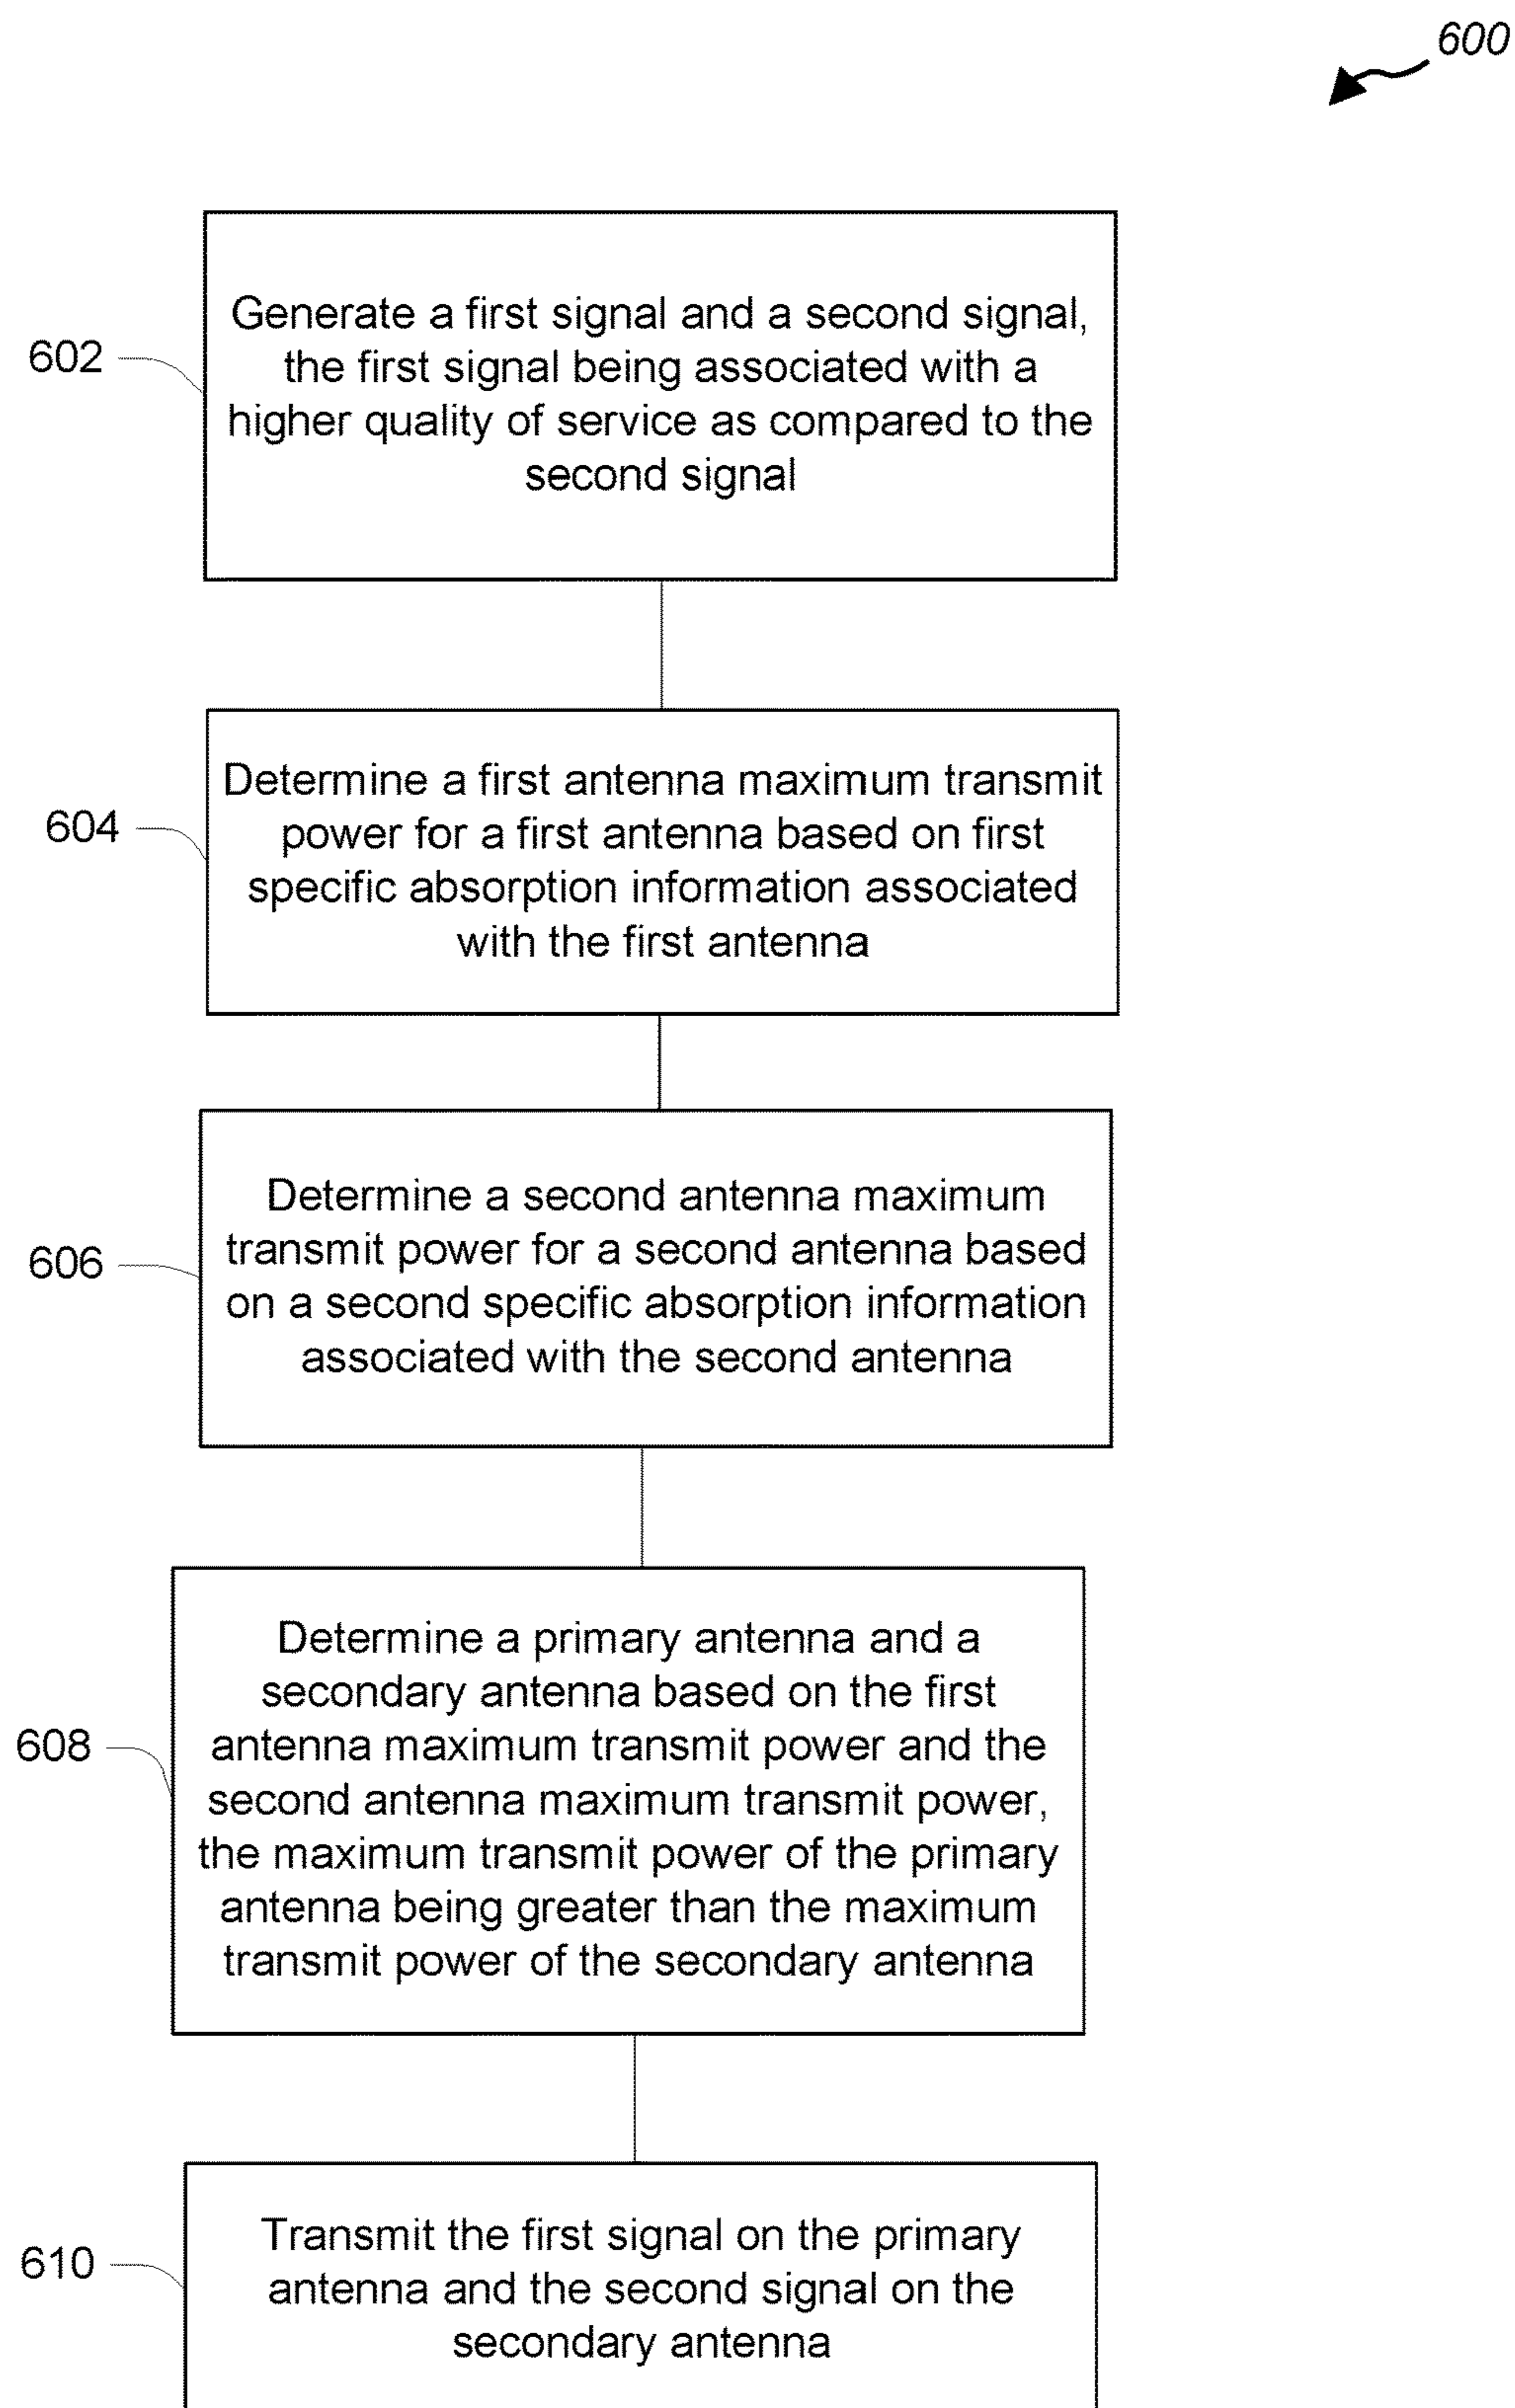 600
Generate a first signal and a second signal,
the first signal being associated with a
higher quality of service as compared to the
second signal
602
Determine a first antenna maximum transmit
power for a first antenna based on first
specific absorption information associated
with the first antenna
604
Determine a second antenna maximum
transmit power for a second antenna based
on a second specific absorption information
associated with the second antenna
606
Determine a primary antenna and a
secondary antenna based on the first
antenna maximum transmit power and the
second antenna maximum transmit power,
the maximum transmit power of the primary
antenna being greater than the maximum
transmit power of the secondary antenna
608
Transmit the first signal on the primary
antenna and the second signal on the
secondary antenna
610